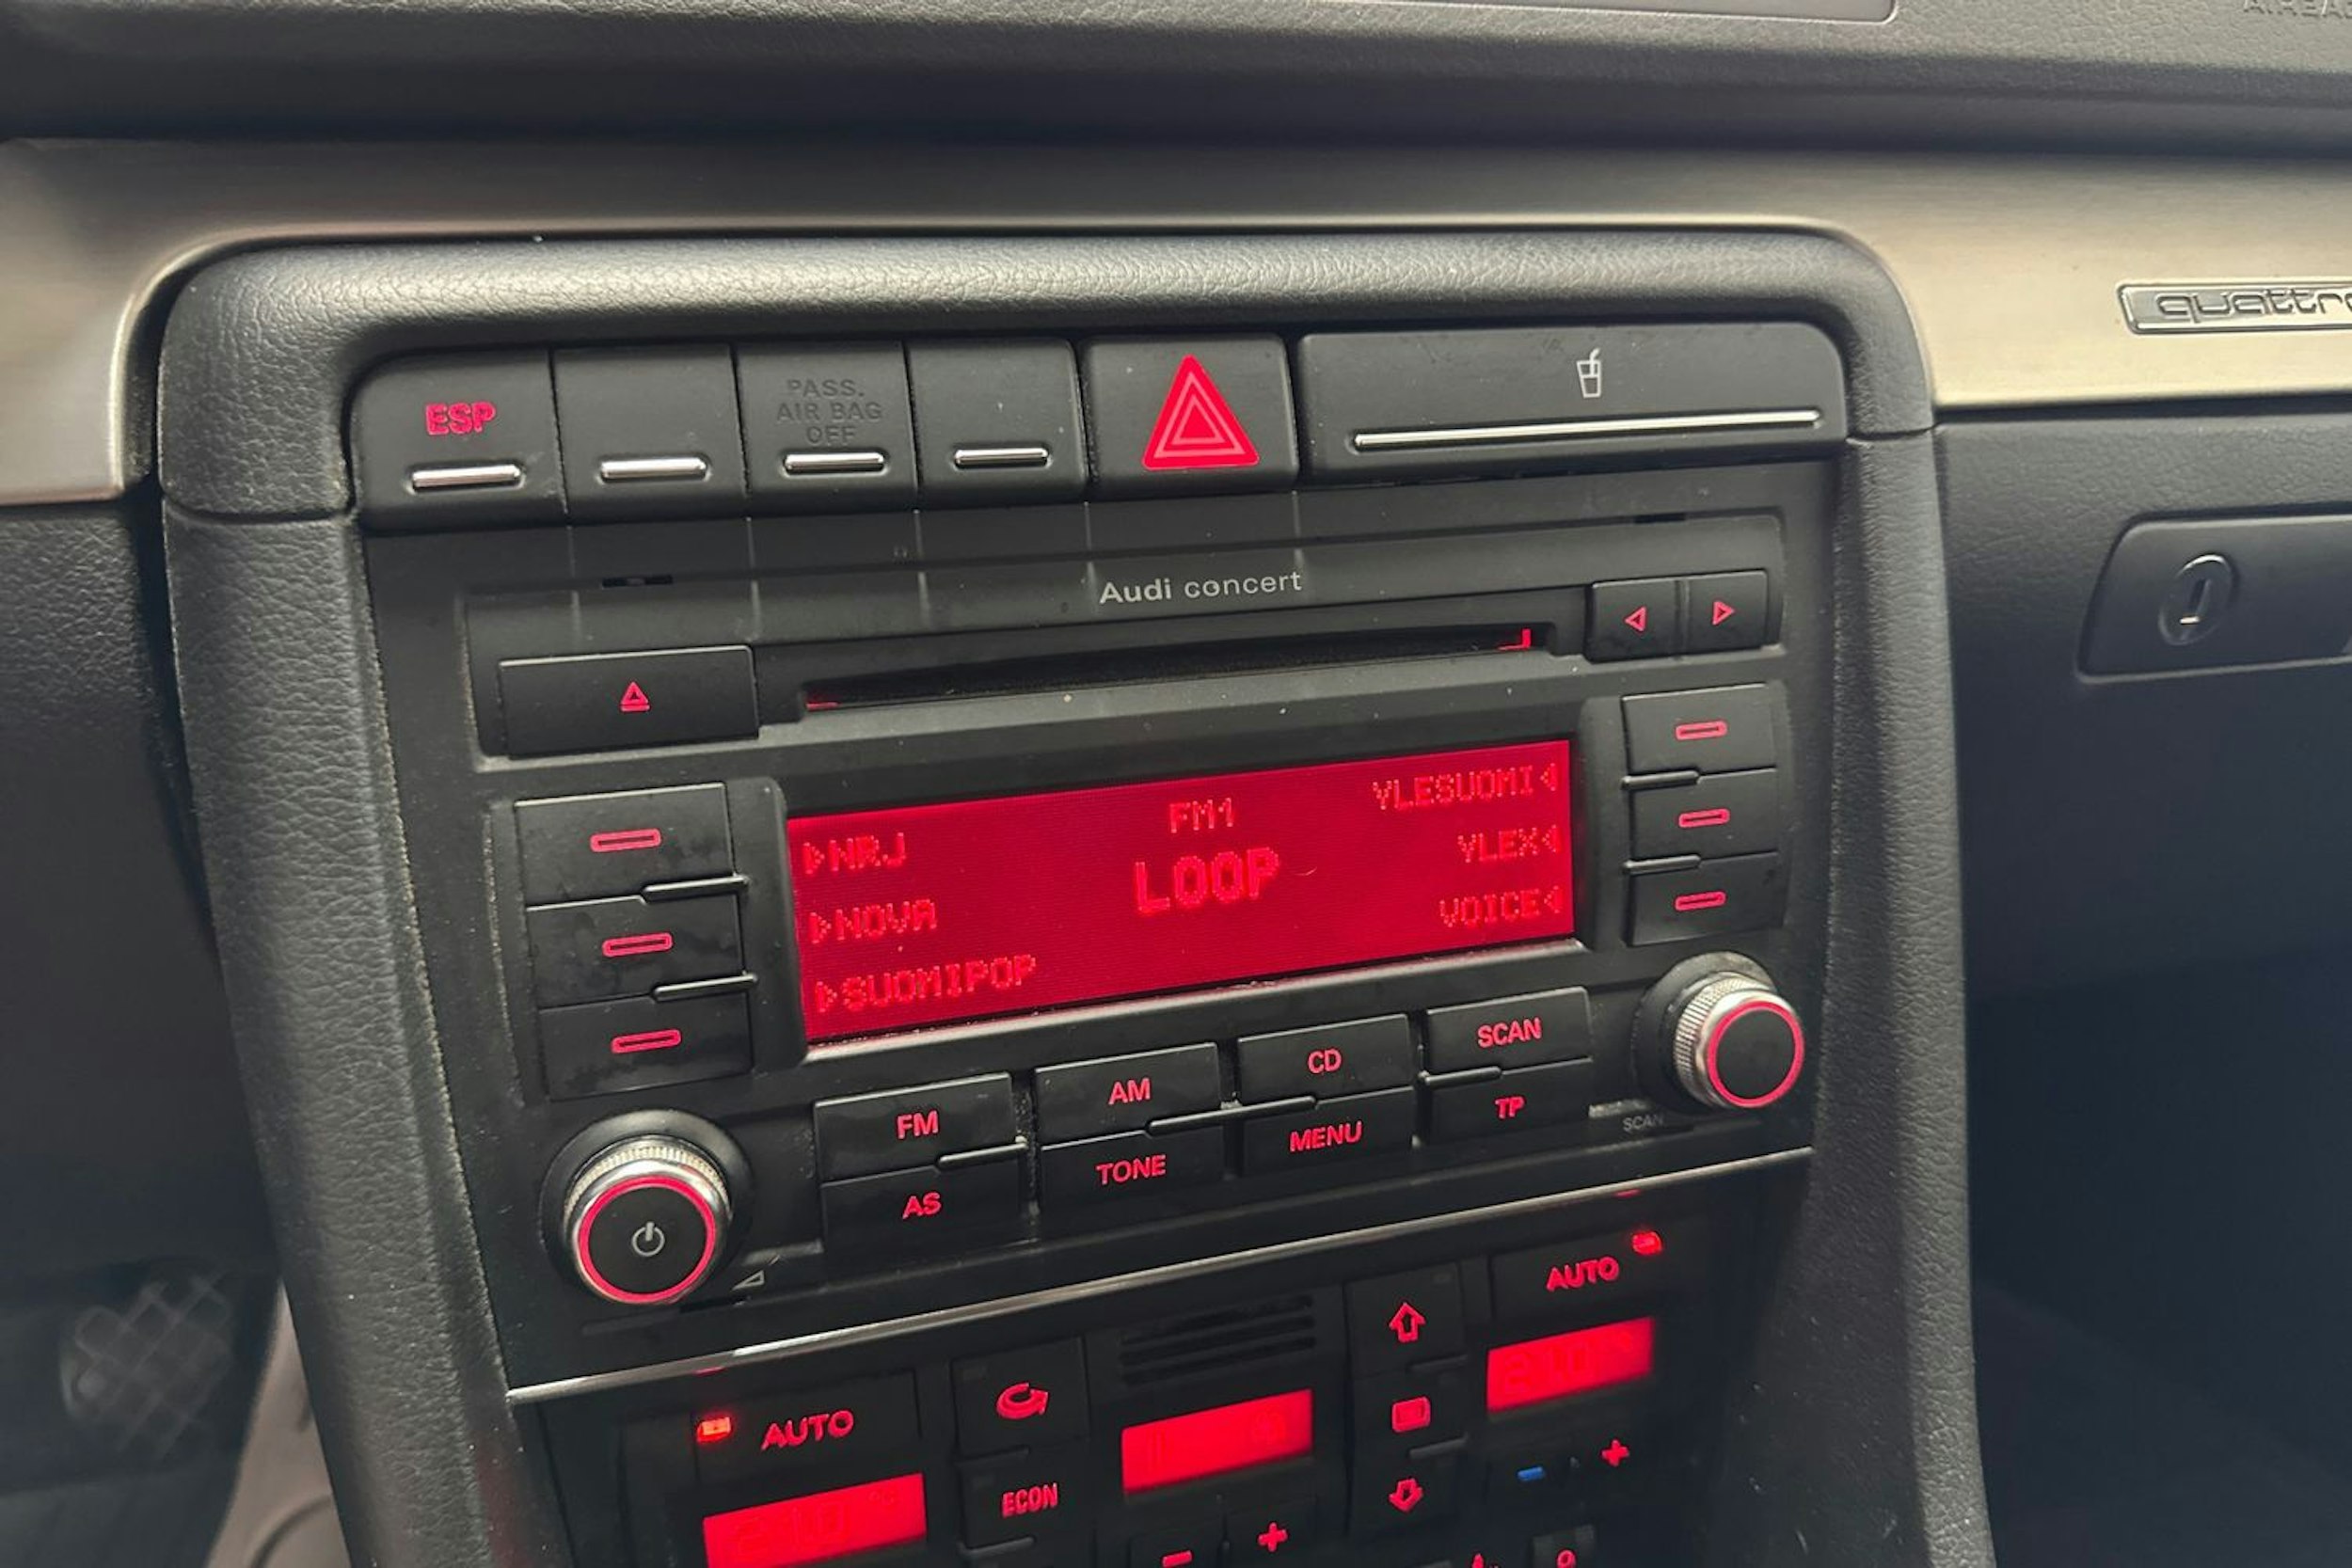 quattro
ESP
PASS.
AIR BAG
OFF
Audi concert
FM1
YLESUOMI
NRJ
LOOP
YLEX
NOVA
VOICE
SUOMIPOP
FM
AM
CD
SCAN
AS
TONE
MENU
TP
SCAN
AUTO
AUTO
ECON